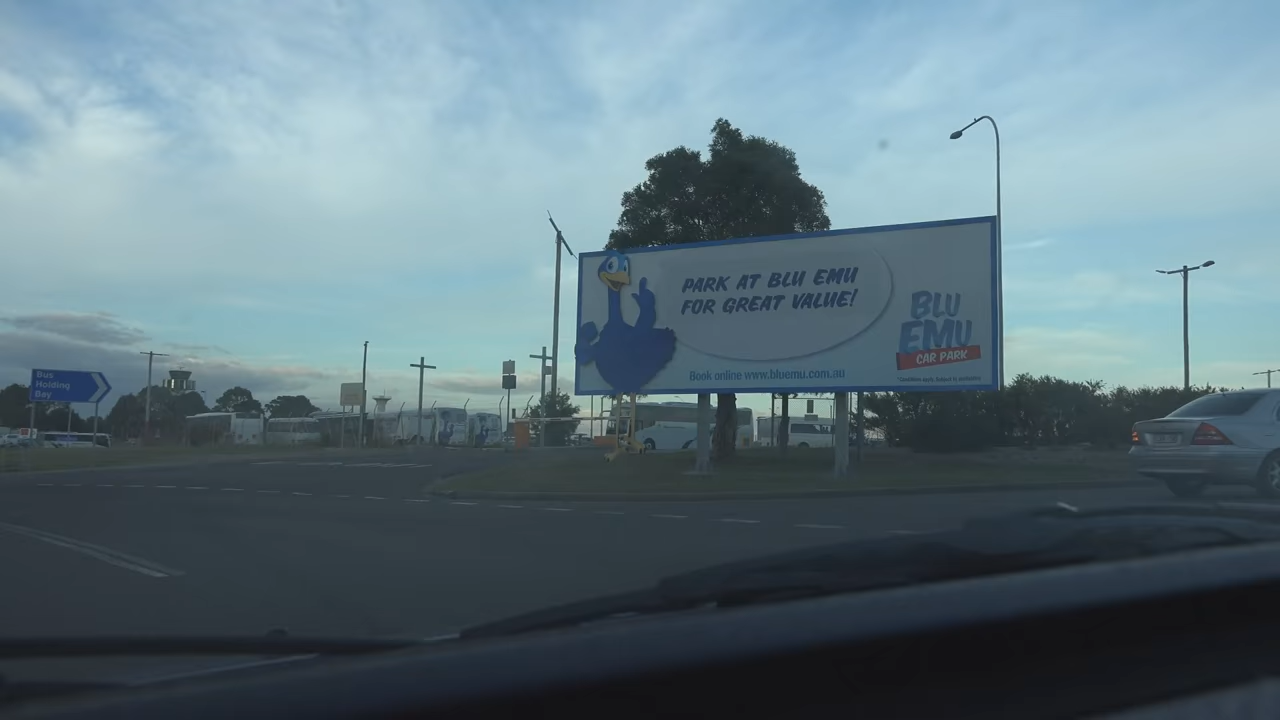 Bus
Holding
Bay
PARK AT BLU EMU
FOR GREAT VALUE!
BLU
EMU
CAR PARK
Book online www.bluemu.com.au